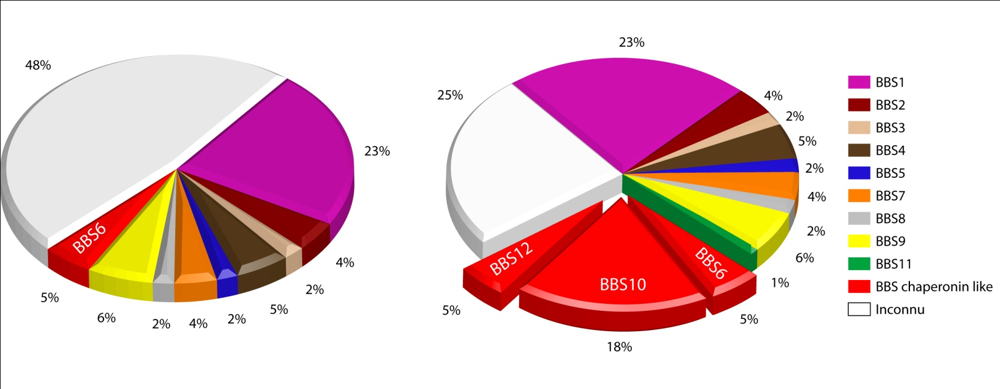 48%
23%
4%
2%
5%
2%
4%
2%
6%
5%
BBS6
23%
4%
2%
5%
2%
4%
2%
6%
1%
5%
18%
5%
25%
BBS12
BBS10
BBS6
BBS1
BBS2
BBS3
BBS4
BBS5
BBS7
BBS8
BBS9
BBS11
BBS chaperonin like
Inconnu